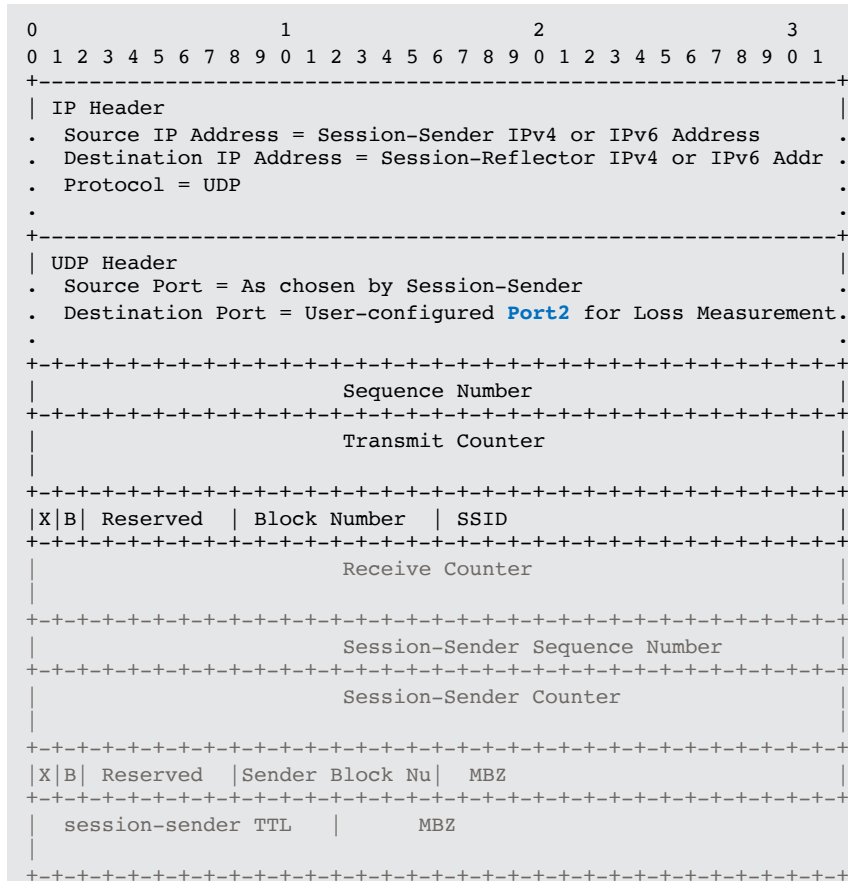 0                   1                   2                   3
0 1 2 3 4 5 6 7 8 9 0 1 2 3 4 5 6 7 8 9 0 1 2 3 4 5 6 7 8 9 0 1
+---------------------------------------------------------------+
| IP Header                                                     |
.  Source IP Address = Session-Sender IPv4 or IPv6 Address      .
.  Destination IP Address = Session-Reflector IPv4 or IPv6 Addr .
.  Protocol = UDP                                               .
.                                                               .
+---------------------------------------------------------------+
| UDP Header                                                    |
.  Source Port = As chosen by Session-Sender                    .
.  Destination Port = User-configured Port2 for Loss Measurement.
.                                                               .
+-+-+-+-+-+-+-+-+-+-+-+-+-+-+-+-+-+-+-+-+-+-+-+-+-+-+-+-+-+-+-+-+
|                        Sequence Number                        |
+-+-+-+-+-+-+-+-+-+-+-+-+-+-+-+-+-+-+-+-+-+-+-+-+-+-+-+-+-+-+-+-+
|                        Transmit Counter                       |
|                                                               |
+-+-+-+-+-+-+-+-+-+-+-+-+-+-+-+-+-+-+-+-+-+-+-+-+-+-+-+-+-+-+-+-+
|X|B| Reserved  | Block Number  | SSID                          |
+-+-+-+-+-+-+-+-+-+-+-+-+-+-+-+-+-+-+-+-+-+-+-+-+-+-+-+-+-+-+-+-+
|                        Receive Counter                        |
|                                                               |
+-+-+-+-+-+-+-+-+-+-+-+-+-+-+-+-+-+-+-+-+-+-+-+-+-+-+-+-+-+-+-+-+
|                        Session-Sender Sequence Number         |
+-+-+-+-+-+-+-+-+-+-+-+-+-+-+-+-+-+-+-+-+-+-+-+-+-+-+-+-+-+-+-+-+
|                        Session-Sender Counter                 |
|                                                               |
+-+-+-+-+-+-+-+-+-+-+-+-+-+-+-+-+-+-+-+-+-+-+-+-+-+-+-+-+-+-+-+-+
|X|B| Reserved  |Sender Block Nu|  MBZ                          |
+-+-+-+-+-+-+-+-+-+-+-+-+-+-+-+-+-+-+-+-+-+-+-+-+-+-+-+-+-+-+-+-+
|  session-sender TTL   |      MBZ
|
+-+-+-+-+-+-+-+-+-+-+-+-+-+-+-+-+-+-+-+-+-+-+-+-+-+-+-+-+-+-+-+-+